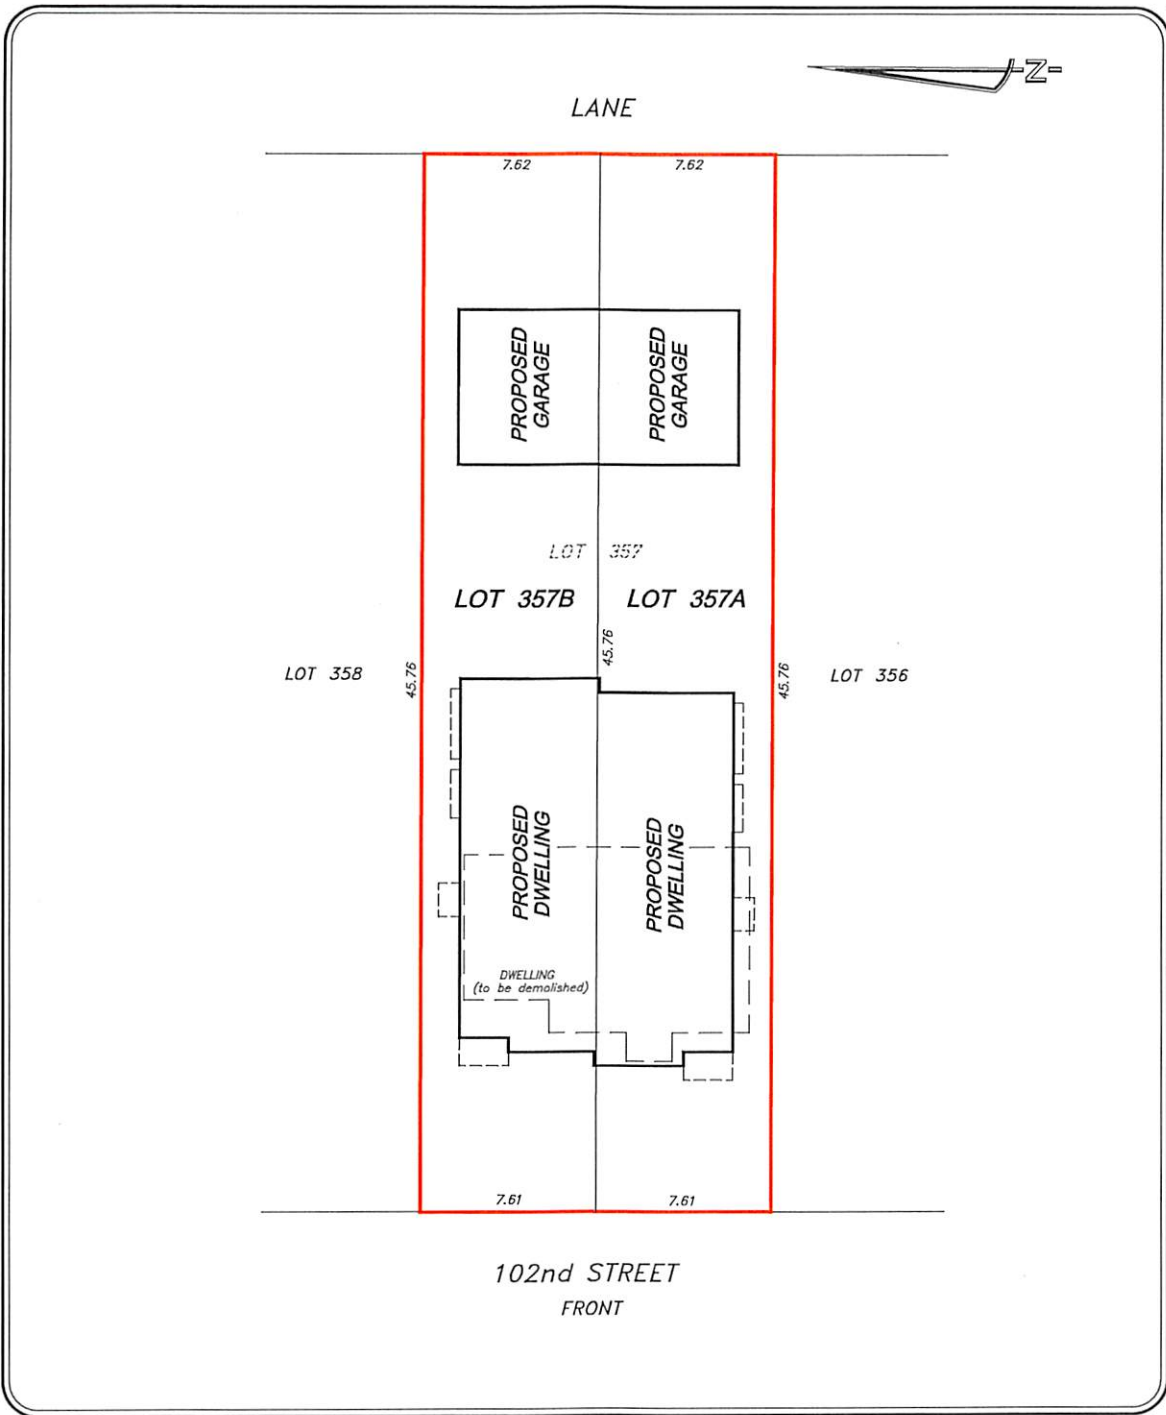 N
LANE
7.62
7.62
PROPOSED
GARAGE
PROPOSED
GARAGE
LOT 357
LOT 357B
LOT 357A
45.76
LOT 358
45.76
45.76
LOT 356
PROPOSED
DWELLING
PROPOSED
DWELLING
DWELLING
(to be demolished)
7.61
7.61
102nd STREET
FRONT